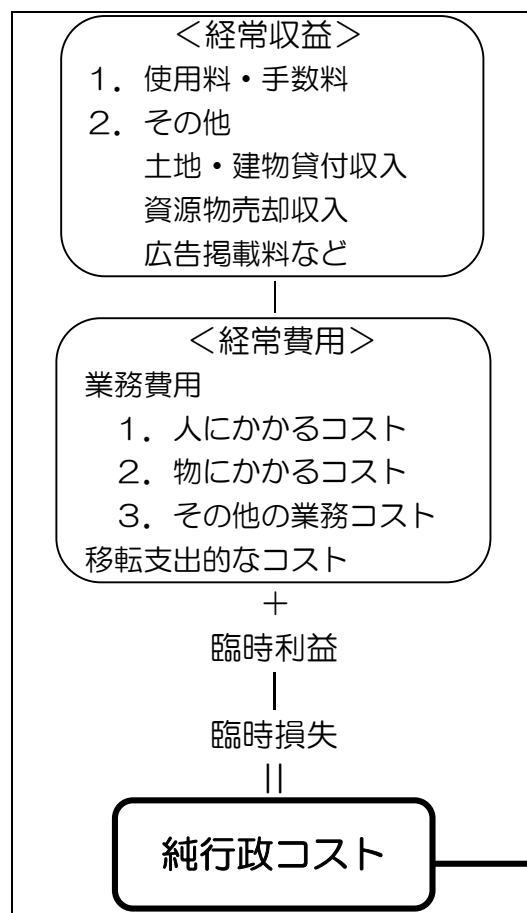 ＜経常収益＞
１．使用料・手数料
２．その他
土地・建物貸付収入
資源物売却収入
広告掲載料など
｜
＜経常費用＞
業務費用
１．人にかかるコスト
２．物にかかるコスト
３．その他の業務コスト
移転支出的なコスト
＋
臨時利益
｜
臨時損失
||
純行政コスト